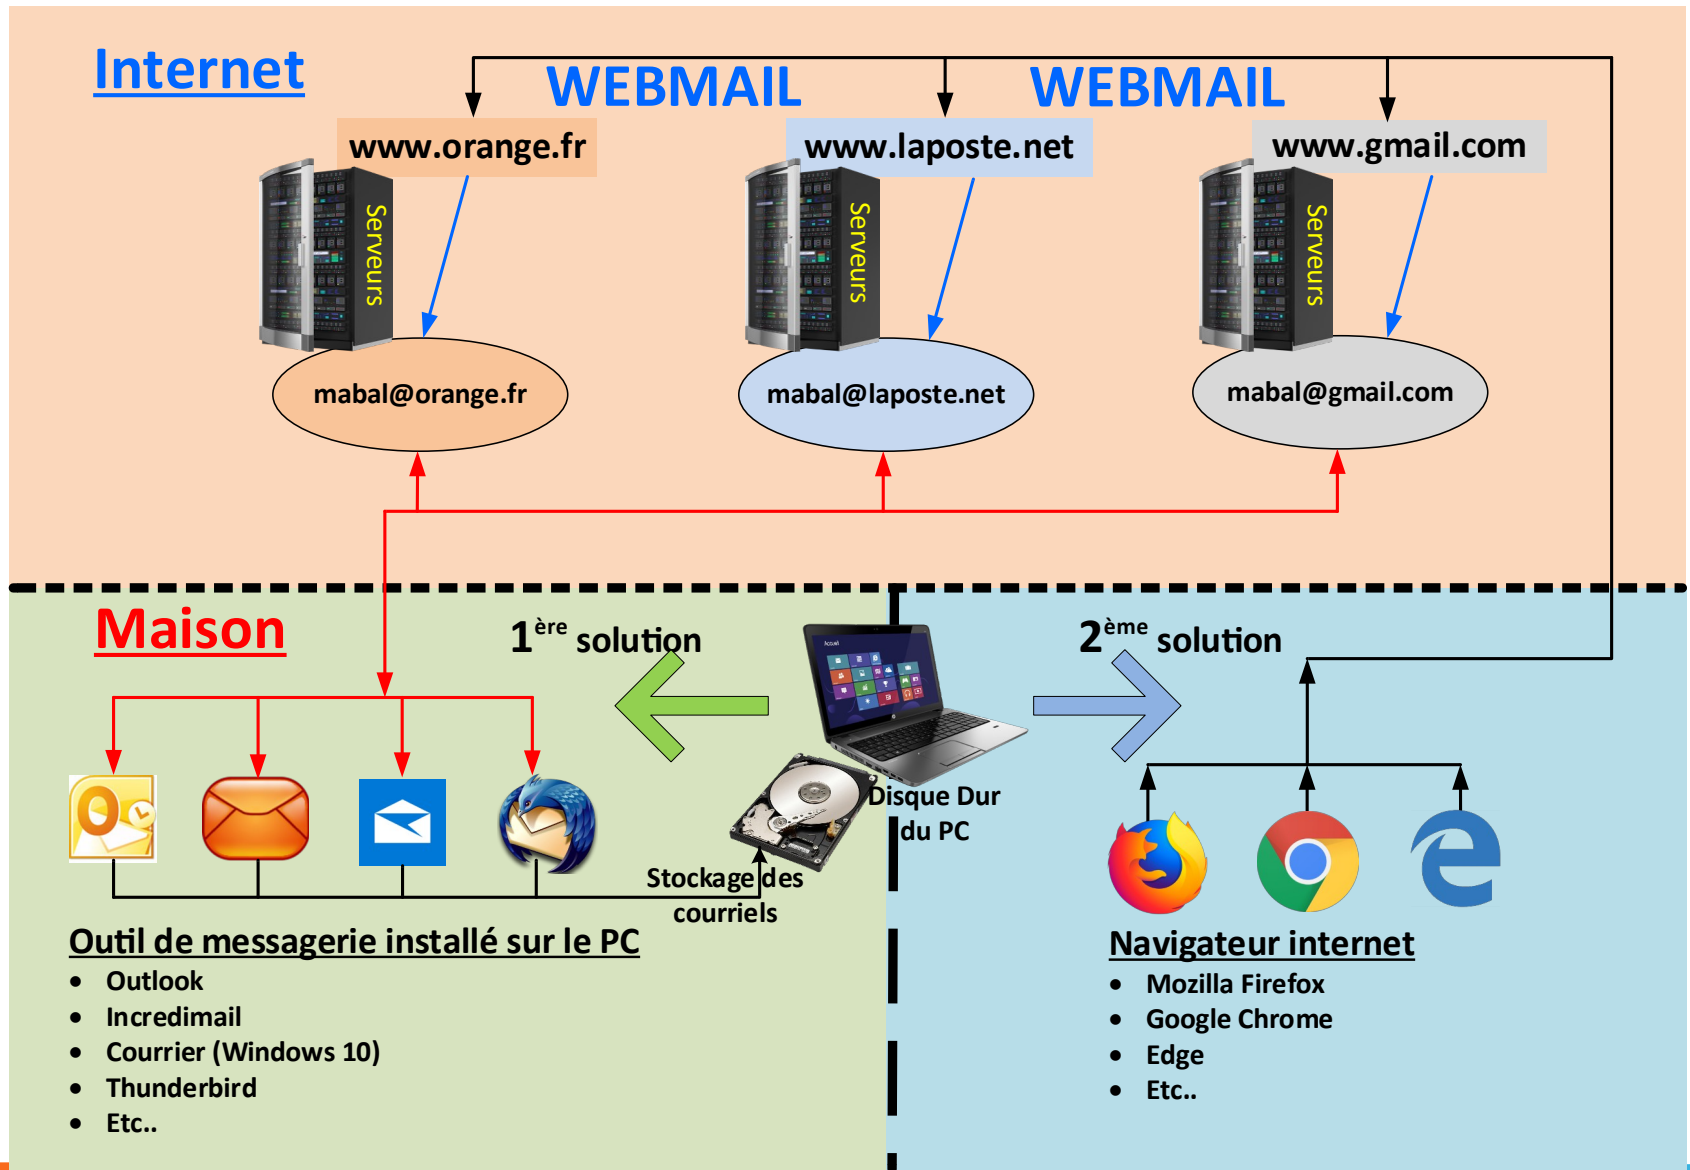 Internet
WEBMAIL
WEBMAIL
www.orange.fr
www.laposte.net
www.gmail.com
Serveurs
Serveurs
Serveurs
mabal@orange.fr
mabal@laposte.net
mabal@gmail.com
Maison
1ère solution
2ème solution
Accueil
Disque Dur
du PC
Stockage des
courriels
Outil de messagerie installé sur le PC
• Outlook
• Incredimail
• Courrier (Windows 10)
• Thunderbird
• Etc..
Navigateur internet
• Mozilla Firefox
• Google Chrome
• Edge
• Etc..